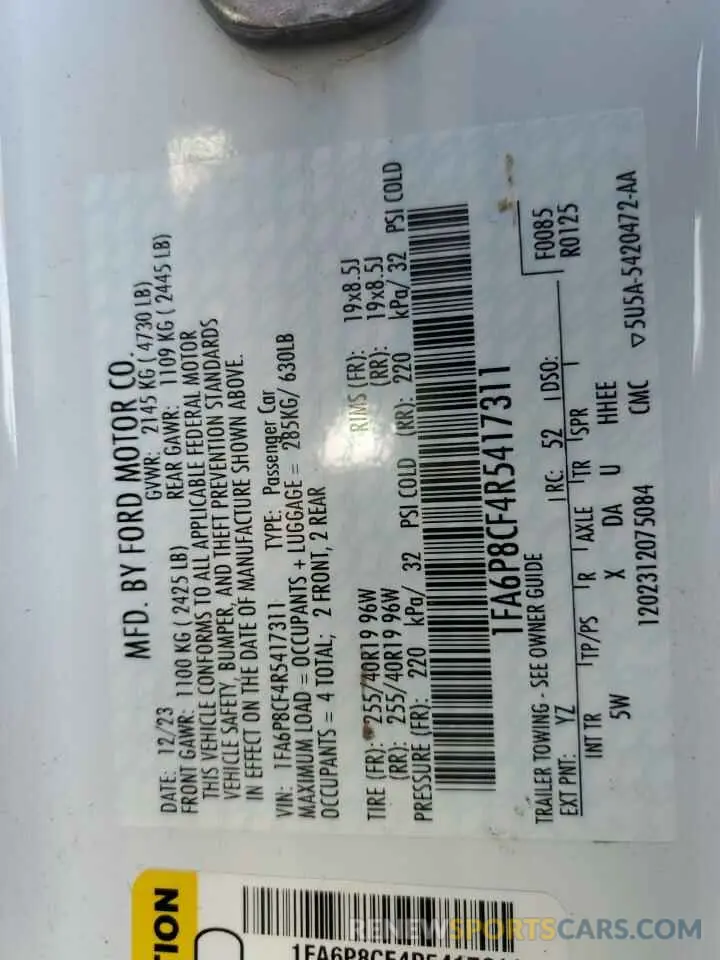 MFD. BY FORD MOTOR CO.
DATE: 12/23 GVWR: 2145 KG ( 4730 LB)
FRONT GAWR: 1100 KG ( 2425 LB) REAR GAWR: 1109 KG ( 2445 LB)
THIS VEHICLE CONFORMS TO ALL APPLICABLE FEDERAL MOTOR
VEHICLE SAFETY, BUMPER, AND THEFT PREVENTION STANDARDS
IN EFFECT ON THE DATE OF MANUFACTURE SHOWN ABOVE.
VIN: 1FA6P8CF4R5417311 TYPE: Passenger Car
MAXIMUM LOAD = OCCUPANTS + LUGGAGE = 285KG/ 630LB
OCCUPANTS = 4 TOTAL; 2 FRONT, 2 REAR
TIRE (FR): 255/40R19 96W RIMS (FR): 19x8.5J
(RR): 255/40R19 96W (RR): 19x8.5J
PRESSURE (FR): 220 kPa/ 32 PSI COLD (RR): 220 kPa/ 32 PSI COLD
1FA6P8CF4R5417311
TRAILER TOWING - SEE OWNER GUIDE F0085
EXT PNT: YZ RC: 52 DSO: R0125
INT TR TP/PS R AXLE TR SPR
5W X DA U HHEE
1202312075084 CMC ▽5U5A-5420472-AA
TION
RENEWSPORTSCARS.COM